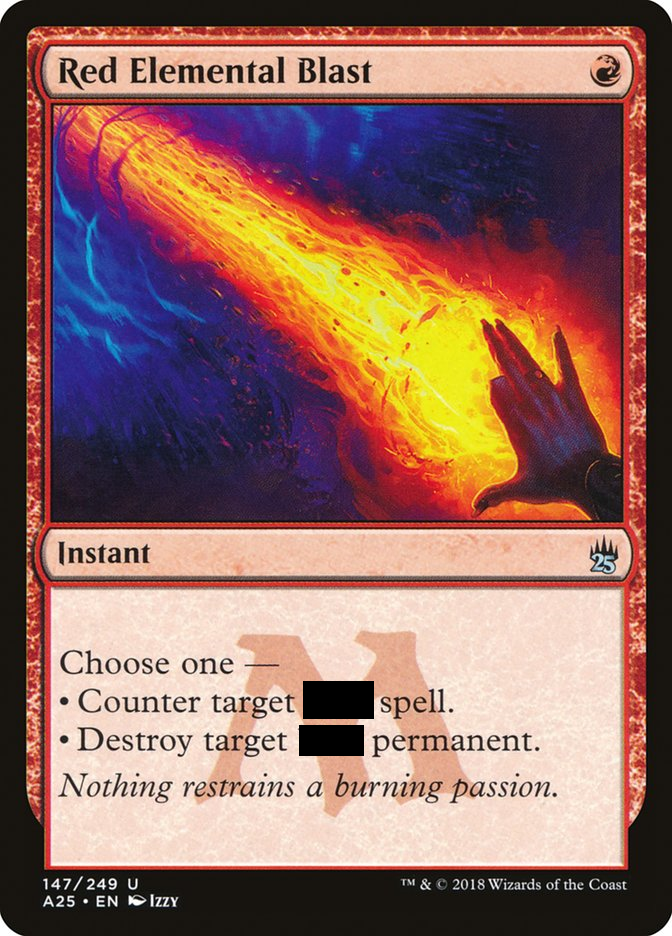 Red Elemental Blast
Instant
25
Choose one —
• Counter target spell.
• Destroy target permanent.
Nothing restrains a burning passion.
147/249 U
™ & © 2018 Wizards of the Coast
A25 • EN Izzy